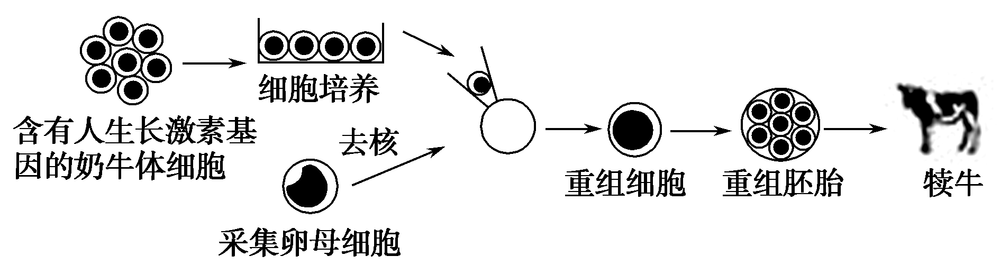 细胞培养
含有人生长激素基
因的奶牛体细胞
去核
采集卵母细胞
重组细胞
重组胚胎
犊牛